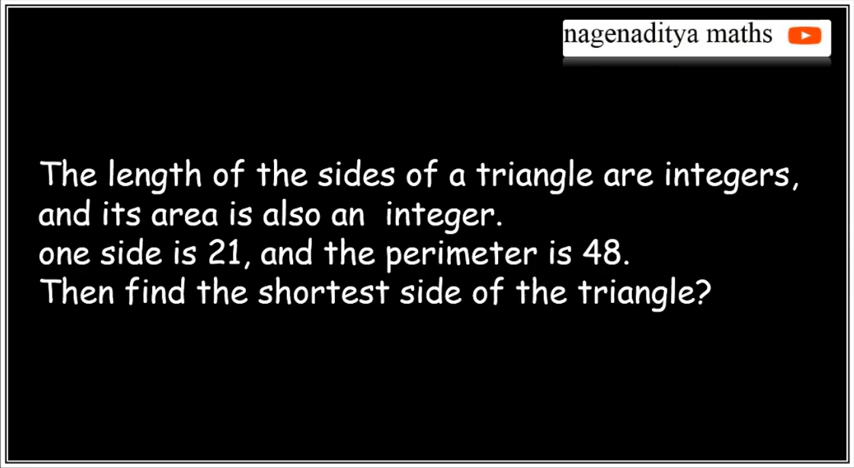 nagenaditya maths
The length of the sides of a triangle are integers,
and its area is also an integer.
one side is 21, and the perimeter is 48.
Then find the shortest side of the triangle?